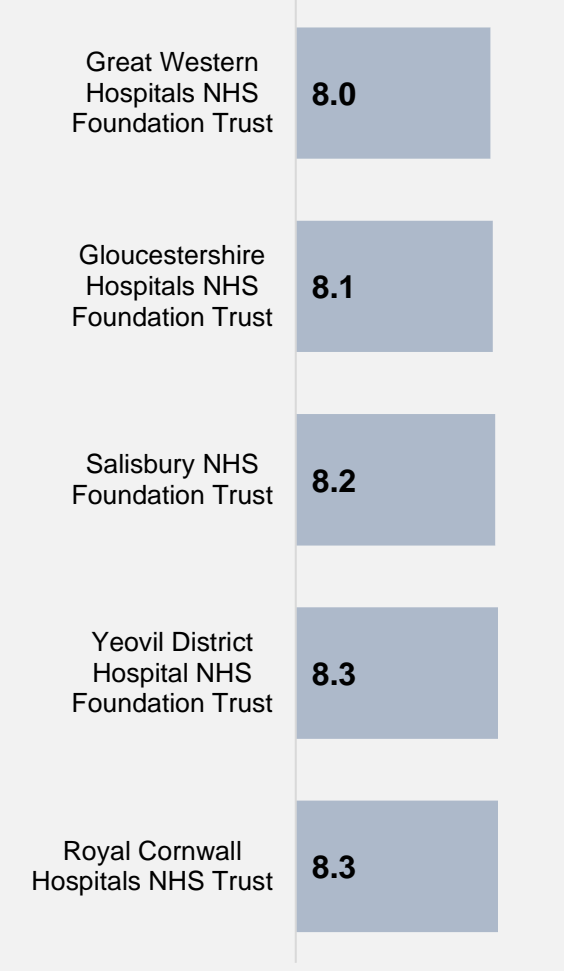 Great Western
Hospitals NHS
Foundation Trust
8.0
Gloucestershire
Hospitals NHS
Foundation Trust
8.1
Salisbury NHS
Foundation Trust
8.2
Yeovil District
Hospital NHS
Foundation Trust
8.3
Royal Cornwall
Hospitals NHS Trust
8.3